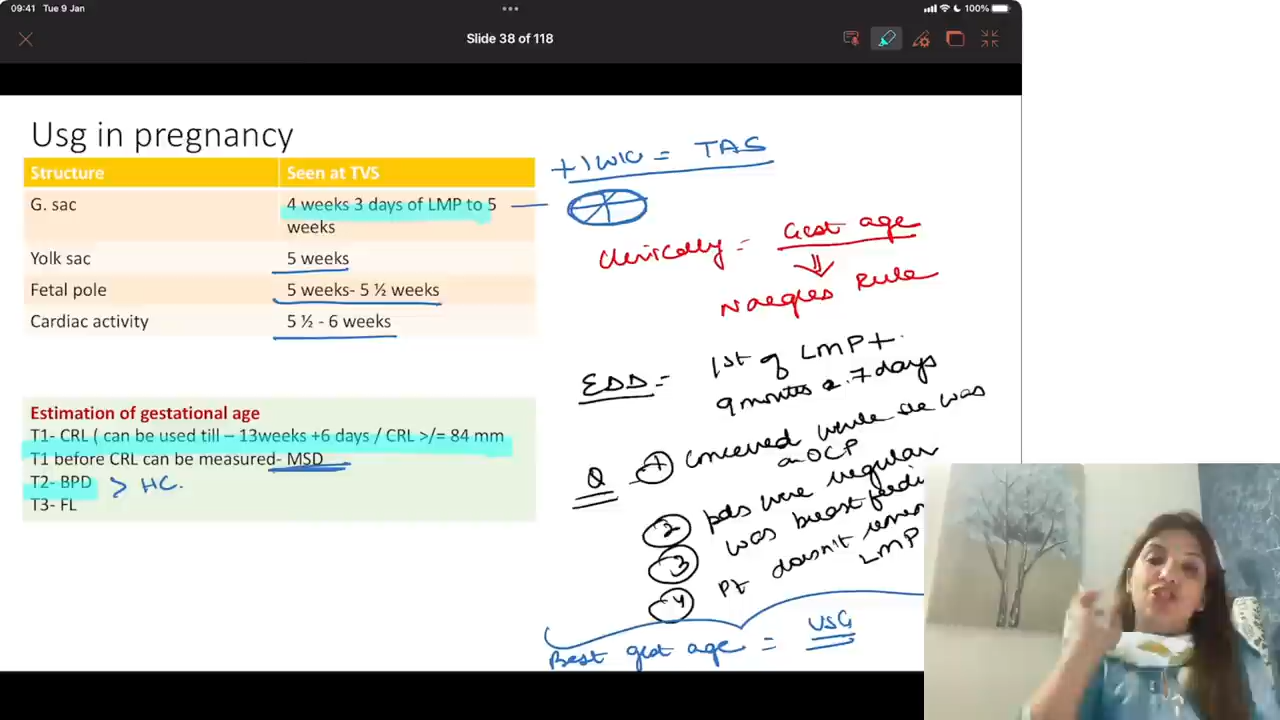 09:41 Tue 9 Jan
100%
Slide 38 of 118
Usg in pregnancy
Structure Seen at TVS
G. sac 4 weeks 3 days of LMP to 5 weeks
Yolk sac 5 weeks
Fetal pole 5 weeks- 5 ½ weeks
Cardiac activity 5 ½ - 6 weeks
Estimation of gestational age
T1- CRL ( can be used till – 13weeks +6 days / CRL >/= 84 mm
T1 before CRL can be measured- MSD
T2- BPD > HC.
T3- FL
+1 wk = TAS
Clinically = Gest age
⇓
Naegles Rule
EDD = 1st of LMP +
9 months & 7 days
Q 1 conceived while she was
on OCP
2 pds were irregular
3 was breast feedi
4 Pt doesn't
LMP
Best gest age = USG